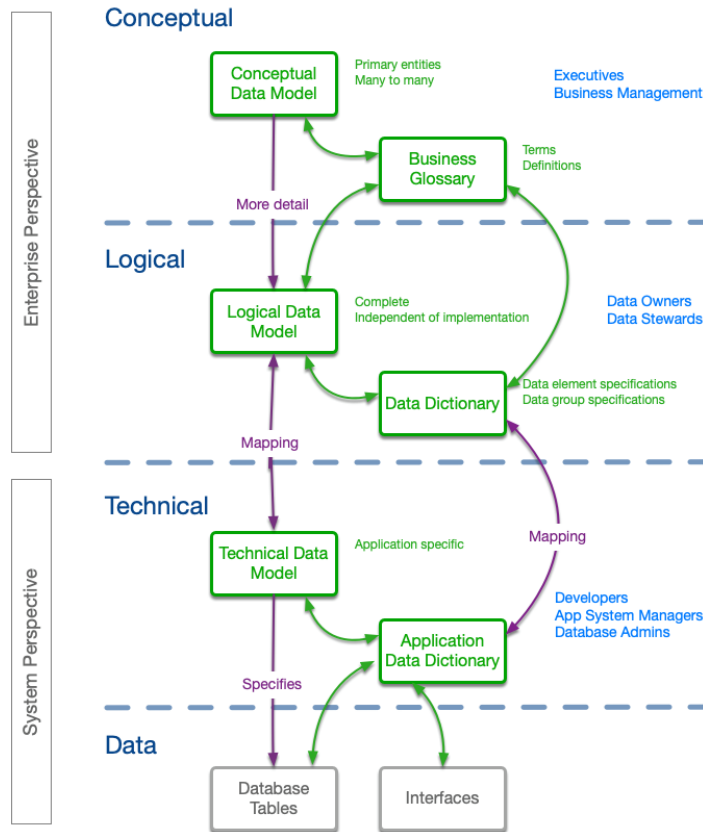 Conceptual
Conceptual
Data Model
Primary entities
Many to many
Executives
Business Management
Business
Glossary
Terms
Definitions
More detail
Enterprise Perspective
Logical
Logical Data
Model
Complete
Independent of implementation
Data Owners
Data Stewards
Data Dictionary
Data element specifications
Data group specifications
Mapping
Technical
Technical Data
Model
Application specific
Mapping
Developers
App System Managers
Database Admins
Application
Data Dictionary
System Perspective
Specifies
Data
Database
Tables
Interfaces